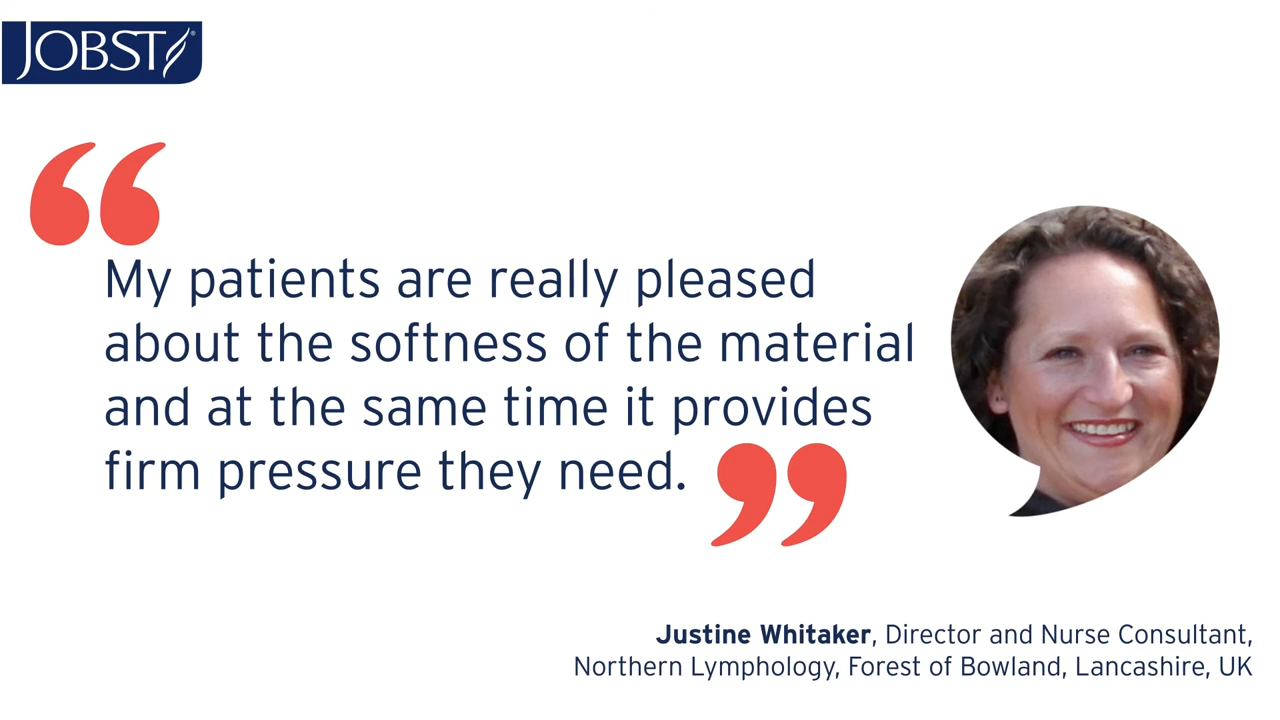 JOBST®
“
My patients are really pleased
about the softness of the material
and at the same time it provides
firm pressure they need. ”
Justine Whitaker, Director and Nurse Consultant,
Northern Lymphology, Forest of Bowland, Lancashire, UK